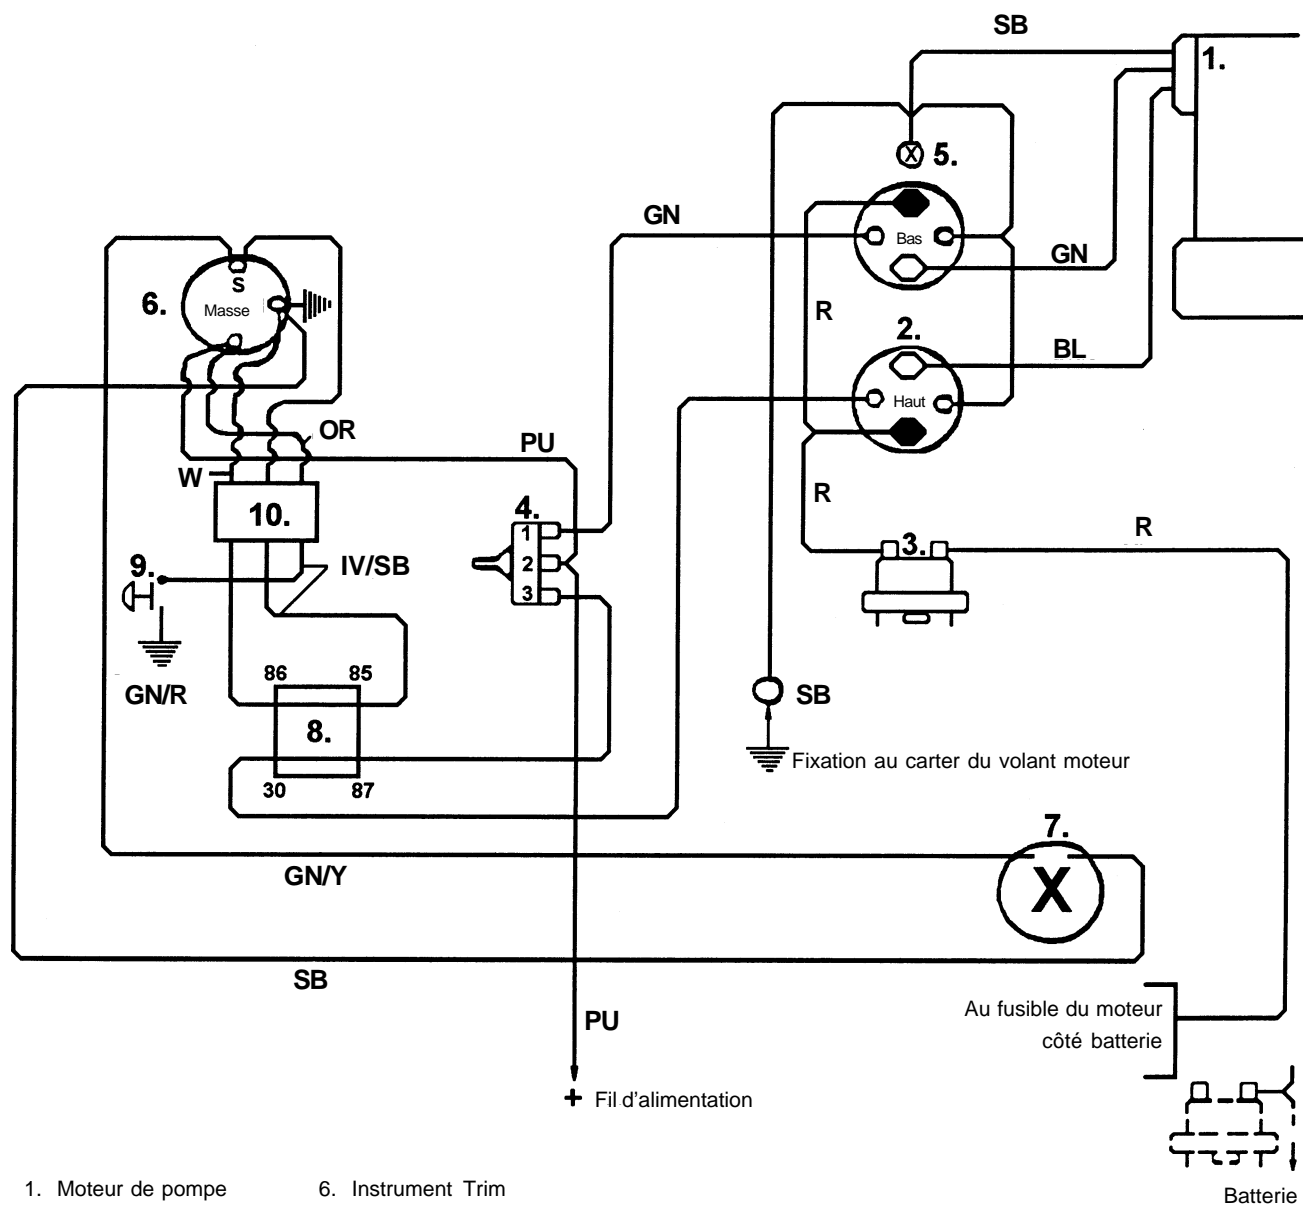 SB
1.
X 5.
GN
Bas
GN
S
6.
Masse
R
2.
BL
Haut
OR
PU
W
R
10.
4.
1
2
3
3.
R
9.
IV/SB
GN/R
86 85
8.
30 87
SB
Fixation au carter du volant moteur
7.
X
GN/Y
SB
Au fusible du moteur
côté batterie
PU
+ Fil d'alimentation
1. Moteur de pompe
6. Instrument Trim
Batterie